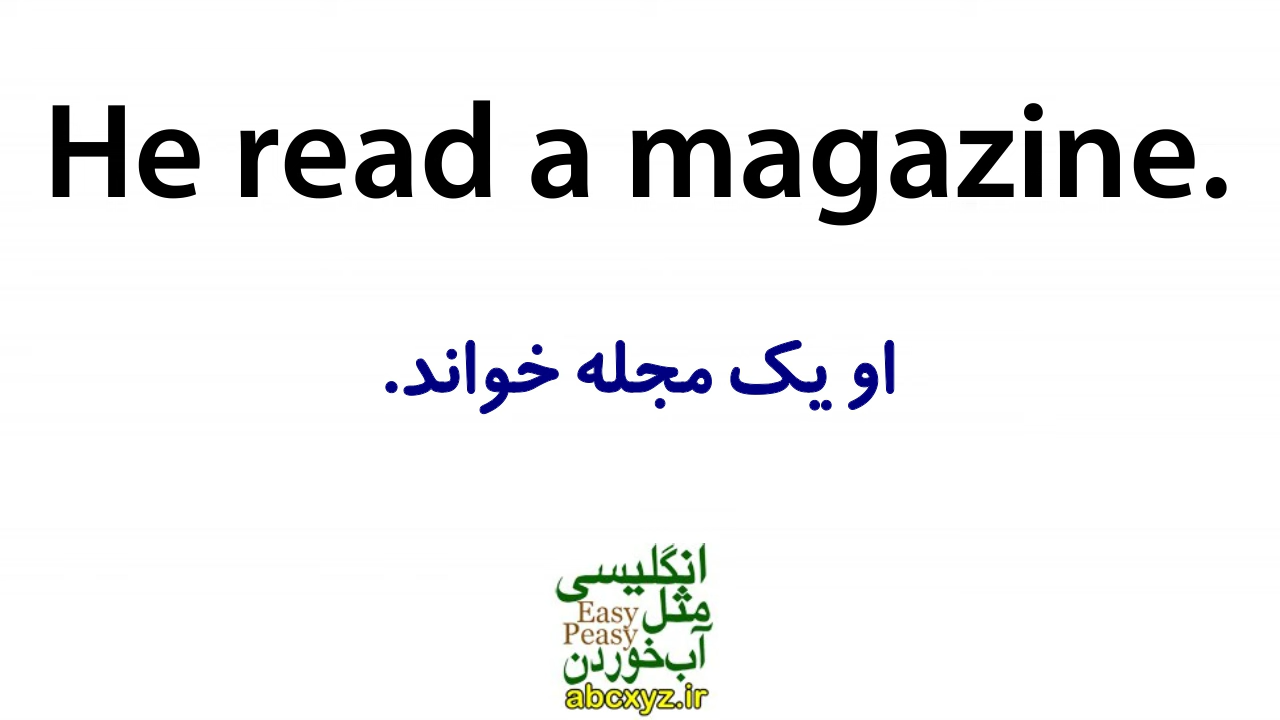 He read a magazine.
او یک مجله خواند.
انگلیسی
مثل
Easy
Peasy
آب خوردن
abcxyz.ir